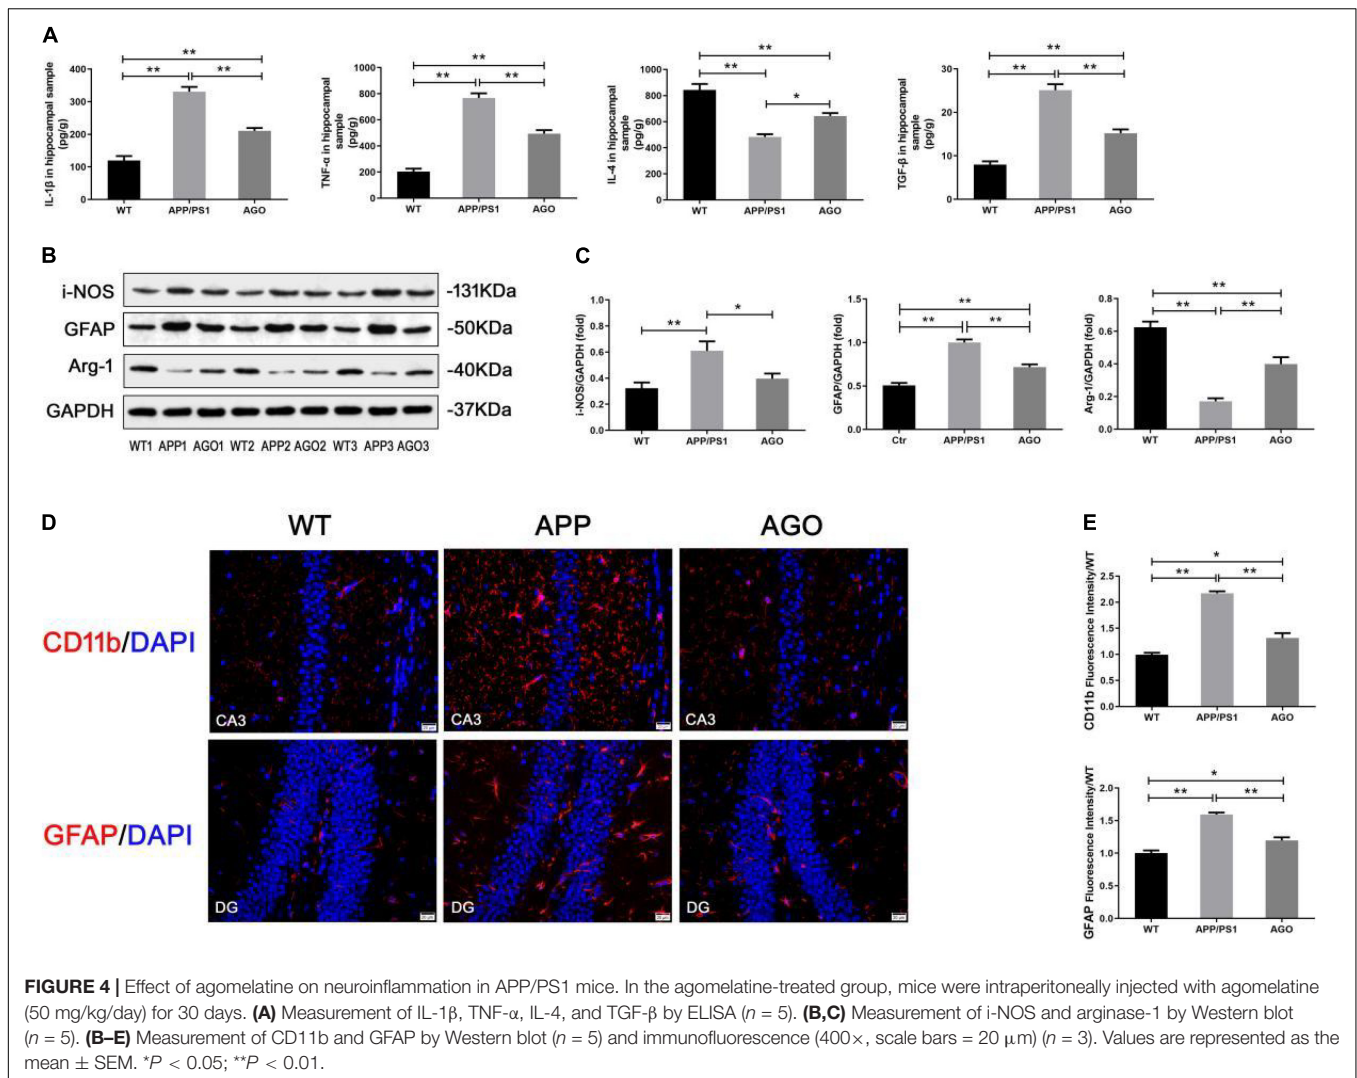 A
IL-1β in hippocampal sample
(pg/g)
400
300
200
100
0
**
**
**
WT
APP/PS1
AGO
TNF-α in hippocampal
sample
(pg/g)
1000
800
600
400
200
0
**
**
**
WT
APP/PS1
AGO
IL-4 in hippocampal
sample
(pg/g)
1000
800
600
400
200
0
**
**
*
WT
APP/PS1
AGO
TGF-β in hippocampal
sample
(pg/g)
30
20
10
0
**
**
**
WT
APP/PS1
AGO
B
i-NOS
-131KDa
GFAP
-50KDa
Arg-1
-40KDa
GAPDH
-37KDa
WT1 APP1 AGO1 WT2 APP2 AGO2 WT3 APP3 AGO3
C
i-NOS/GAPDH (fold)
1.0
0.8
0.6
0.4
0.2
0.0
**
*
WT
APP/PS1
AGO
GFAP/GAPDH (fold)
1.5
1.0
0.5
0.0
**
**
**
Ctr
APP/PS1
AGO
Arg-1/GAPDH (fold)
0.8
0.6
0.4
0.2
0.0
**
**
**
WT
APP/PS1
AGO
D
WT
APP
AGO
CD11b/DAPI
CA3
20 μm
CA3
20 μm
CA3
20 μm
GFAP/DAPI
DG
20 μm
DG
20 μm
DG
20 μm
E
CD11b Fluorescence Intensity/WT
2.5
2.0
1.5
1.0
0.5
0.0
*
**
**
WT
APP/PS1
AGO
GFAP Fluorescence Intensity/WT
2.0
1.5
1.0
0.5
0.0
*
**
**
WT
APP/PS1
AGO
FIGURE 4 | Effect of agomelatine on neuroinflammation in APP/PS1 mice. In the agomelatine-treated group, mice were intraperitoneally injected with agomelatine
(50 mg/kg/day) for 30 days. (A) Measurement of IL-1β, TNF-α, IL-4, and TGF-β by ELISA (n = 5). (B,C) Measurement of i-NOS and arginase-1 by Western blot
(n = 5). (B–E) Measurement of CD11b and GFAP by Western blot (n = 5) and immunofluorescence (400×, scale bars = 20 μm) (n = 3). Values are represented as the
mean ± SEM. *P < 0.05; **P < 0.01.